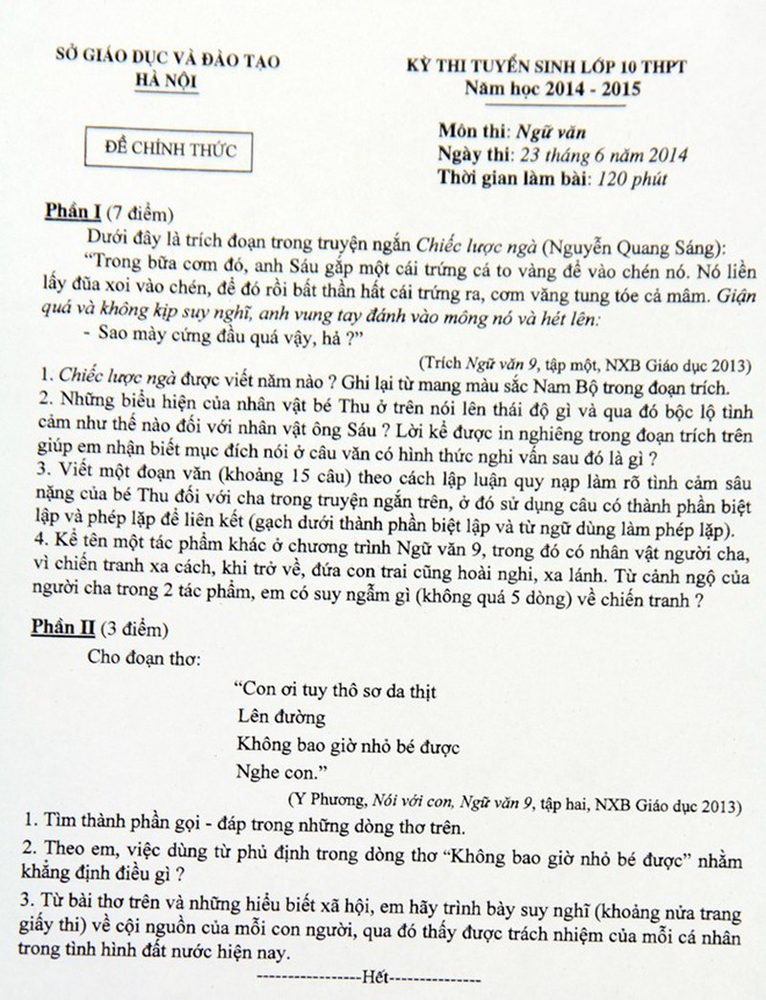 SỞ GIÁO DỤC VÀ ĐÀO TẠO
HÀ NỘI
KỲ THI TUYỂN SINH LỚP 10 THPT
Năm học 2014 - 2015
ĐỀ CHÍNH THỨC
Môn thi: Ngữ văn
Ngày thi: 23 tháng 6 năm 2014
Thời gian làm bài: 120 phút
Phần I (7 điểm)
Dưới đây là trích đoạn trong truyện ngắn Chiếc lược ngà (Nguyễn Quang Sáng):
“Trong bữa cơm đó, anh Sáu gắp một cái trứng cá to vàng để vào chén nó. Nó liền
lấy đũa xoi vào chén, để đó rồi bất thần hất cái trứng ra, cơm văng tung tóe cả mâm. Giận
quá và không kịp suy nghĩ, anh vung tay đánh vào mông nó và hét lên:
- Sao mày cứng đầu quá vậy, hả ?”
(Trích Ngữ văn 9, tập một, NXB Giáo dục 2013)
1. Chiếc lược ngà được viết năm nào ? Ghi lại từ mang màu sắc Nam Bộ trong đoạn trích.
2. Những biểu hiện của nhân vật bé Thu ở trên nói lên thái độ gì và qua đó bộc lộ tình
cảm như thế nào đối với nhân vật ông Sáu ? Lời kể được in nghiêng trong đoạn trích trên
giúp em nhận biết mục đích nói ở câu văn có hình thức nghi vấn sau đó là gì ?
3. Viết một đoạn văn (khoảng 15 câu) theo cách lập luận quy nạp làm rõ tình cảm sâu
nặng của bé Thu đối với cha trong truyện ngắn trên, ở đó sử dụng câu có thành phần biệt
lập và phép lặp để liên kết (gạch dưới thành phần biệt lập và từ ngữ dùng làm phép lặp).
4. Kể tên một tác phẩm khác ở chương trình Ngữ văn 9, trong đó có nhân vật người cha,
vì chiến tranh xa cách, khi trở về, đứa con trai cũng hoài nghi, xa lánh. Từ cảnh ngộ của
người cha trong 2 tác phẩm, em có suy ngẫm gì (không quá 5 dòng) về chiến tranh ?
Phần II (3 điểm)
Cho đoạn thơ:
“Con ơi tuy thô sơ da thịt
Lên đường
Không bao giờ nhỏ bé được
Nghe con.”
(Y Phương, Nói với con, Ngữ văn 9, tập hai, NXB Giáo dục 2013)
1. Tìm thành phần gọi - đáp trong những dòng thơ trên.
2. Theo em, việc dùng từ phủ định trong dòng thơ “Không bao giờ nhỏ bé được” nhằm
khẳng định điều gì ?
3. Từ bài thơ trên và những hiểu biết xã hội, em hãy trình bày suy nghĩ (khoảng nửa trang
giấy thi) về cội nguồn của mỗi con người, qua đó thấy được trách nhiệm của mỗi cá nhân
trong tình hình đất nước hiện nay.
-----------------Hết---------------